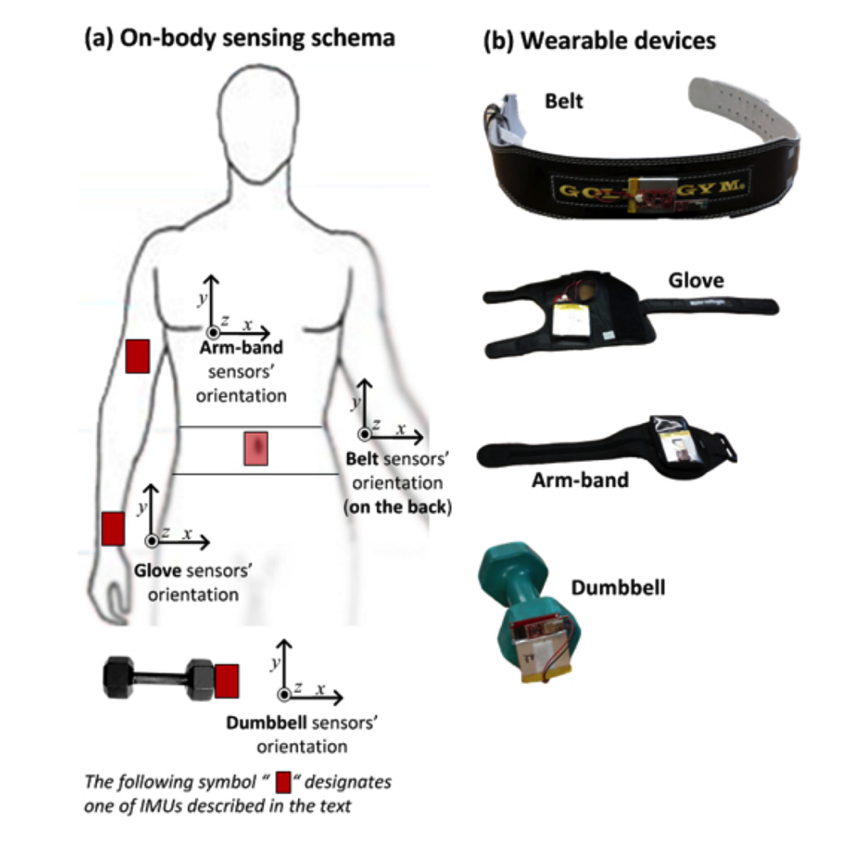 (a) On-body sensing schema
y
z x
Arm-band
sensors’
orientation
y
z x
Belt sensors’
orientation
(on the back)
y
z x
Glove sensors’
orientation
y
z x
Dumbbell sensors’
orientation
The following symbol “ “ designates
one of IMUs described in the text
(b) Wearable devices
Belt
GYM.
Glove
Arm-band
Dumbbell